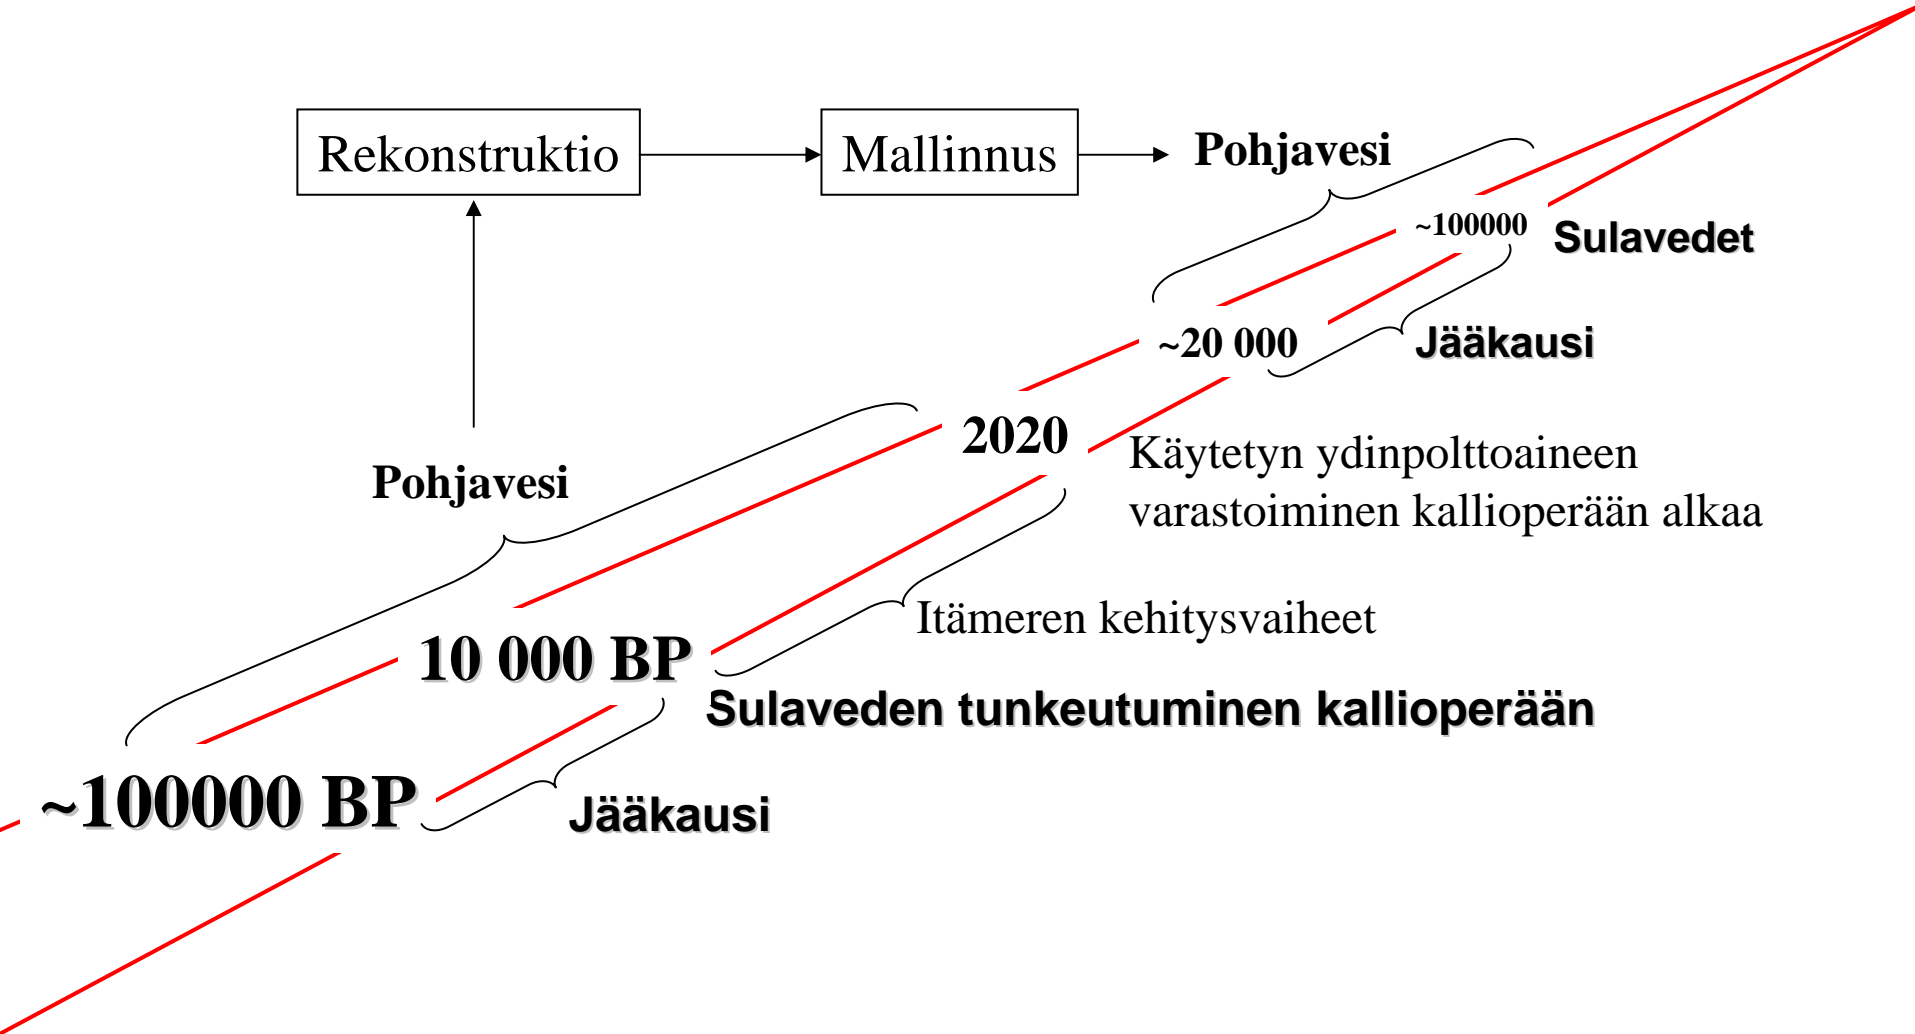 Rekonstruktio
Mallinnus
Pohjavesi
~100000
Sulavedet
~20 000
Jääkausi
2020
Käytetyn ydinpolttoaineen
varastoiminen kallioperään alkaa
Pohjavesi
Itämeren kehitysvaiheet
10 000 BP
Sulaveden tunkeutuminen kallioperään
~100000 BP
Jääkausi